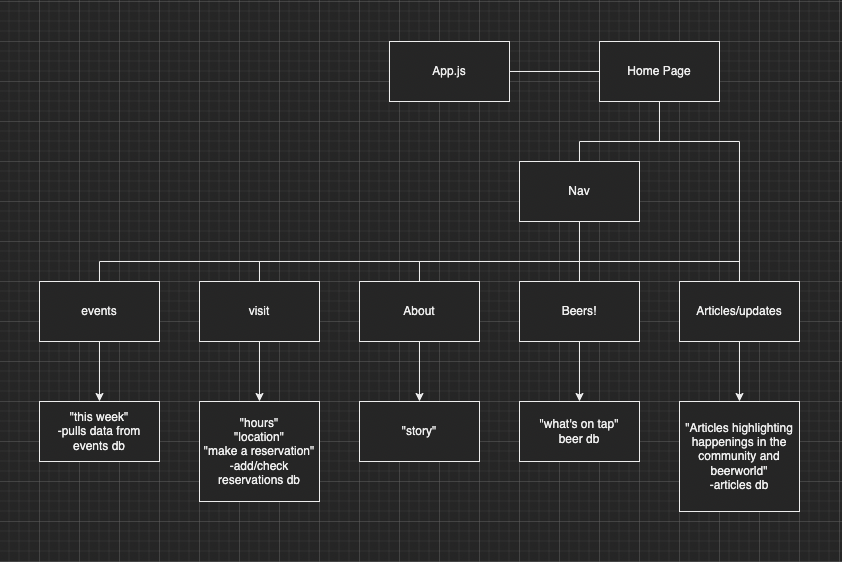 App.js
Home Page
Nav
events
visit
About
Beers!
Articles/updates
"this week"
-pulls data from
events db
"hours"
"location"
"make a reservation"
-add/check
reservations db
"story"
"what's on tap"
beer db
"Articles highlighting
happenings in the
community and
beerworld"
-articles db